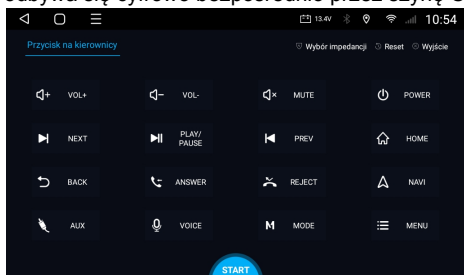 odbywa się cyfrowo bezpośrednio przez szynę
13.4V 10:54
Przycisk na kierownicy Wybór impedancji Reset Wyjście
VOL+ VOL- MUTE POWER
NEXT PLAY/ PREV HOME
PAUSE
BACK ANSWER REJECT NAVI
AUX VOICE M MODE MENU
START